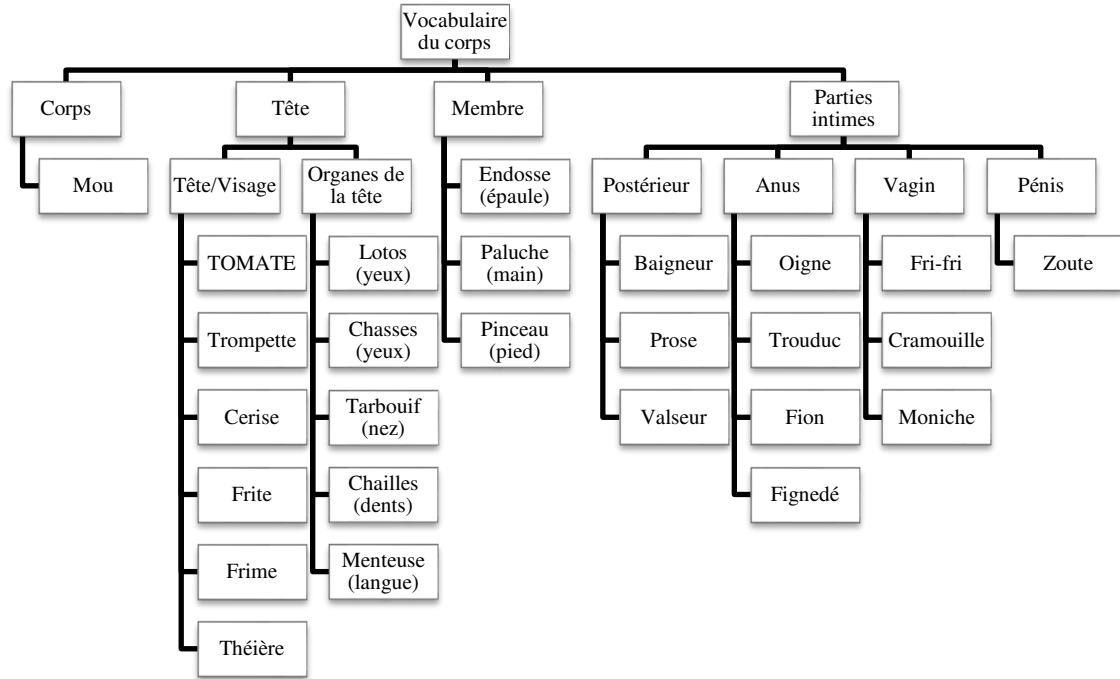 Vocabulaire
du corps
Corps
Mou
Tête
Tête/Visage
TOMATE
Trompette
Cerise
Frite
Frime
Théière
Organes de
la tête
Lotos
(yeux)
Chasses
(yeux)
Tarbouif
(nez)
Chailles
(dents)
Menteuse
(langue)
Membre
Endosse
(épaule)
Paluche
(main)
Pinceau
(pied)
Parties
intimes
Postérieur
Baigneur
Prose
Valseur
Anus
Oigne
Trouduc
Fion
Fignedé
Vagin
Fri-fri
Cramouille
Moniche
Pénis
Zoute